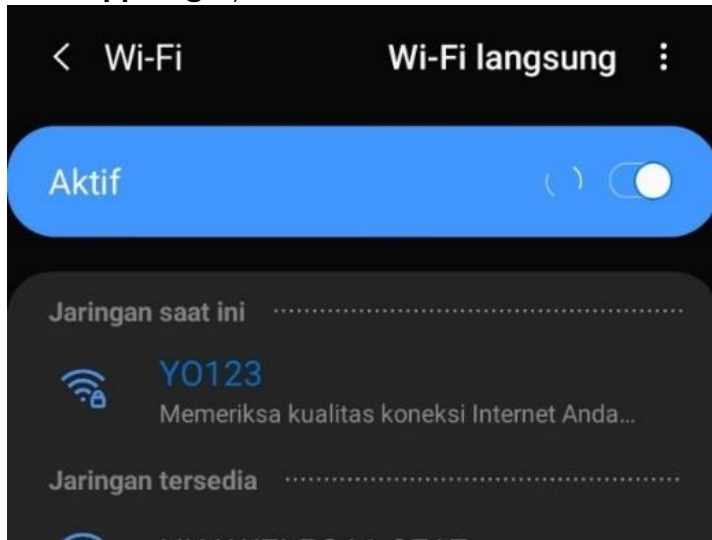 Wi-Fi
Wi-Fi langsung
Aktif
Jaringan saat ini
YO123
Memeriksa kualitas koneksi Internet Anda...
Jaringan tersedia